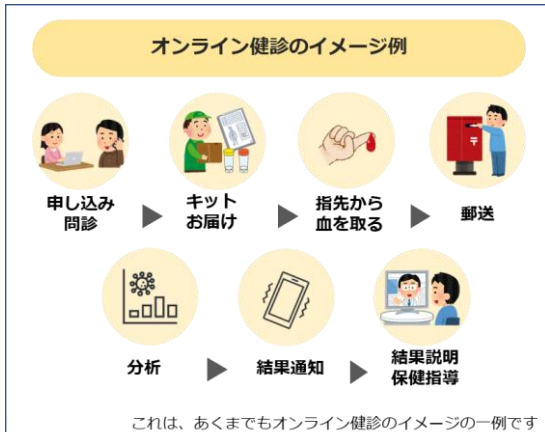 オンライン健診のイメージ例
申し込み
問診
キット
お届け
指先から
血を取る
郵送
分析
結果通知
結果説明
保健指導
これは、あくまでもオンライン健診のイメージの一例です